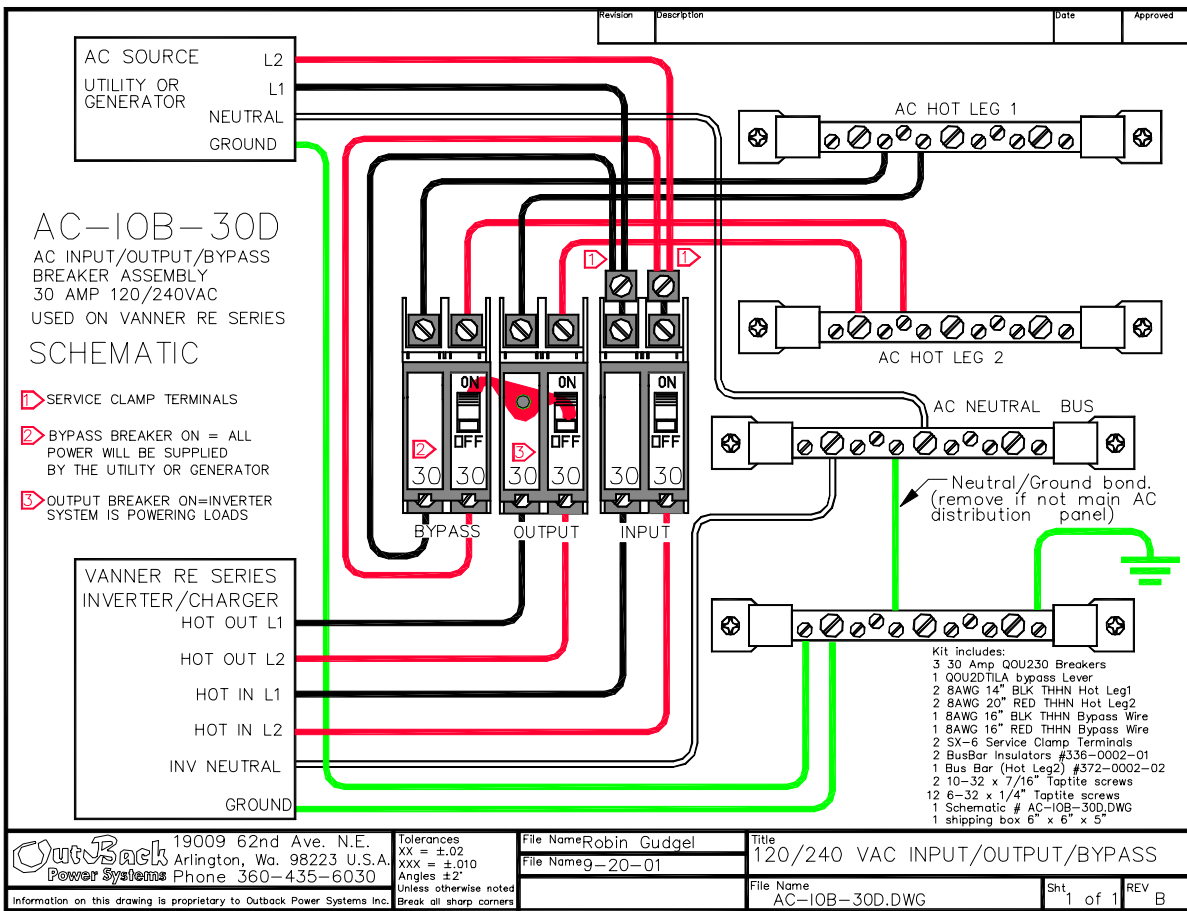 Revision Description Date Approved
AC SOURCE L2
UTILITY OR L1
GENERATOR
NEUTRAL
GROUND
AC HOT LEG 1
AC-IOB-30D
AC INPUT/OUTPUT/BYPASS
BREAKER ASSEMBLY
30 AMP 120/240VAC
USED ON VANNER RE SERIES
SCHEMATIC
1 1
AC HOT LEG 2
1 SERVICE CLAMP TERMINALS
2 BYPASS BREAKER ON = ALL
POWER WILL BE SUPPLIED
BY THE UTILITY OR GENERATOR
3 OUTPUT BREAKER ON=INVERTER
SYSTEM IS POWERING LOADS
ON ON ON
OFF OFF OFF
2 3
30 30 30 30 30 30
BYPASS OUTPUT INPUT
AC NEUTRAL BUS
Neutral/Ground bond.
(remove if not main AC
distribution panel)
VANNER RE SERIES
INVERTER/CHARGER
HOT OUT L1
HOT OUT L2
HOT IN L1
HOT IN L2
INV NEUTRAL
GROUND
Kit includes:
3 30 Amp QOU230 Breakers
1 QOU2DTILA bypass Lever
2 8AWG 14" BLK THHN Hot Leg1
2 8AWG 20" RED THHN Hot Leg2
1 8AWG 16" BLK THHN Bypass Wire
1 8AWG 16" RED THHN Bypass Wire
2 SX-6 Service Clamp Terminals
2 BusBar Insulators #336-0002-01
1 Bus Bar (Hot Leg2) #372-0002-02
2 10-32 x 7/16" Taptite screws
12 6-32 x 1/4" Taptite screws
1 Schematic # AC-IOB-30D.DWG
1 shipping box 6" x 6" x 5"
OutBack
Power Systems
19009 62nd Ave. N.E.
Arlington, Wa. 98223 U.S.A.
Phone 360-435-6030
Information on this drawing is proprietary to Outback Power Systems Inc.
Tolerances
XX = ±.02
XXX = ±.010
Angles ±2°
Unless otherwise noted
Break all sharp corners
File Name Robin Gudgel
File Name 9-20-01
Title
120/240 VAC INPUT/OUTPUT/BYPASS
File Name
AC-IOB-30D.DWG
Sht 1 of 1
REV B